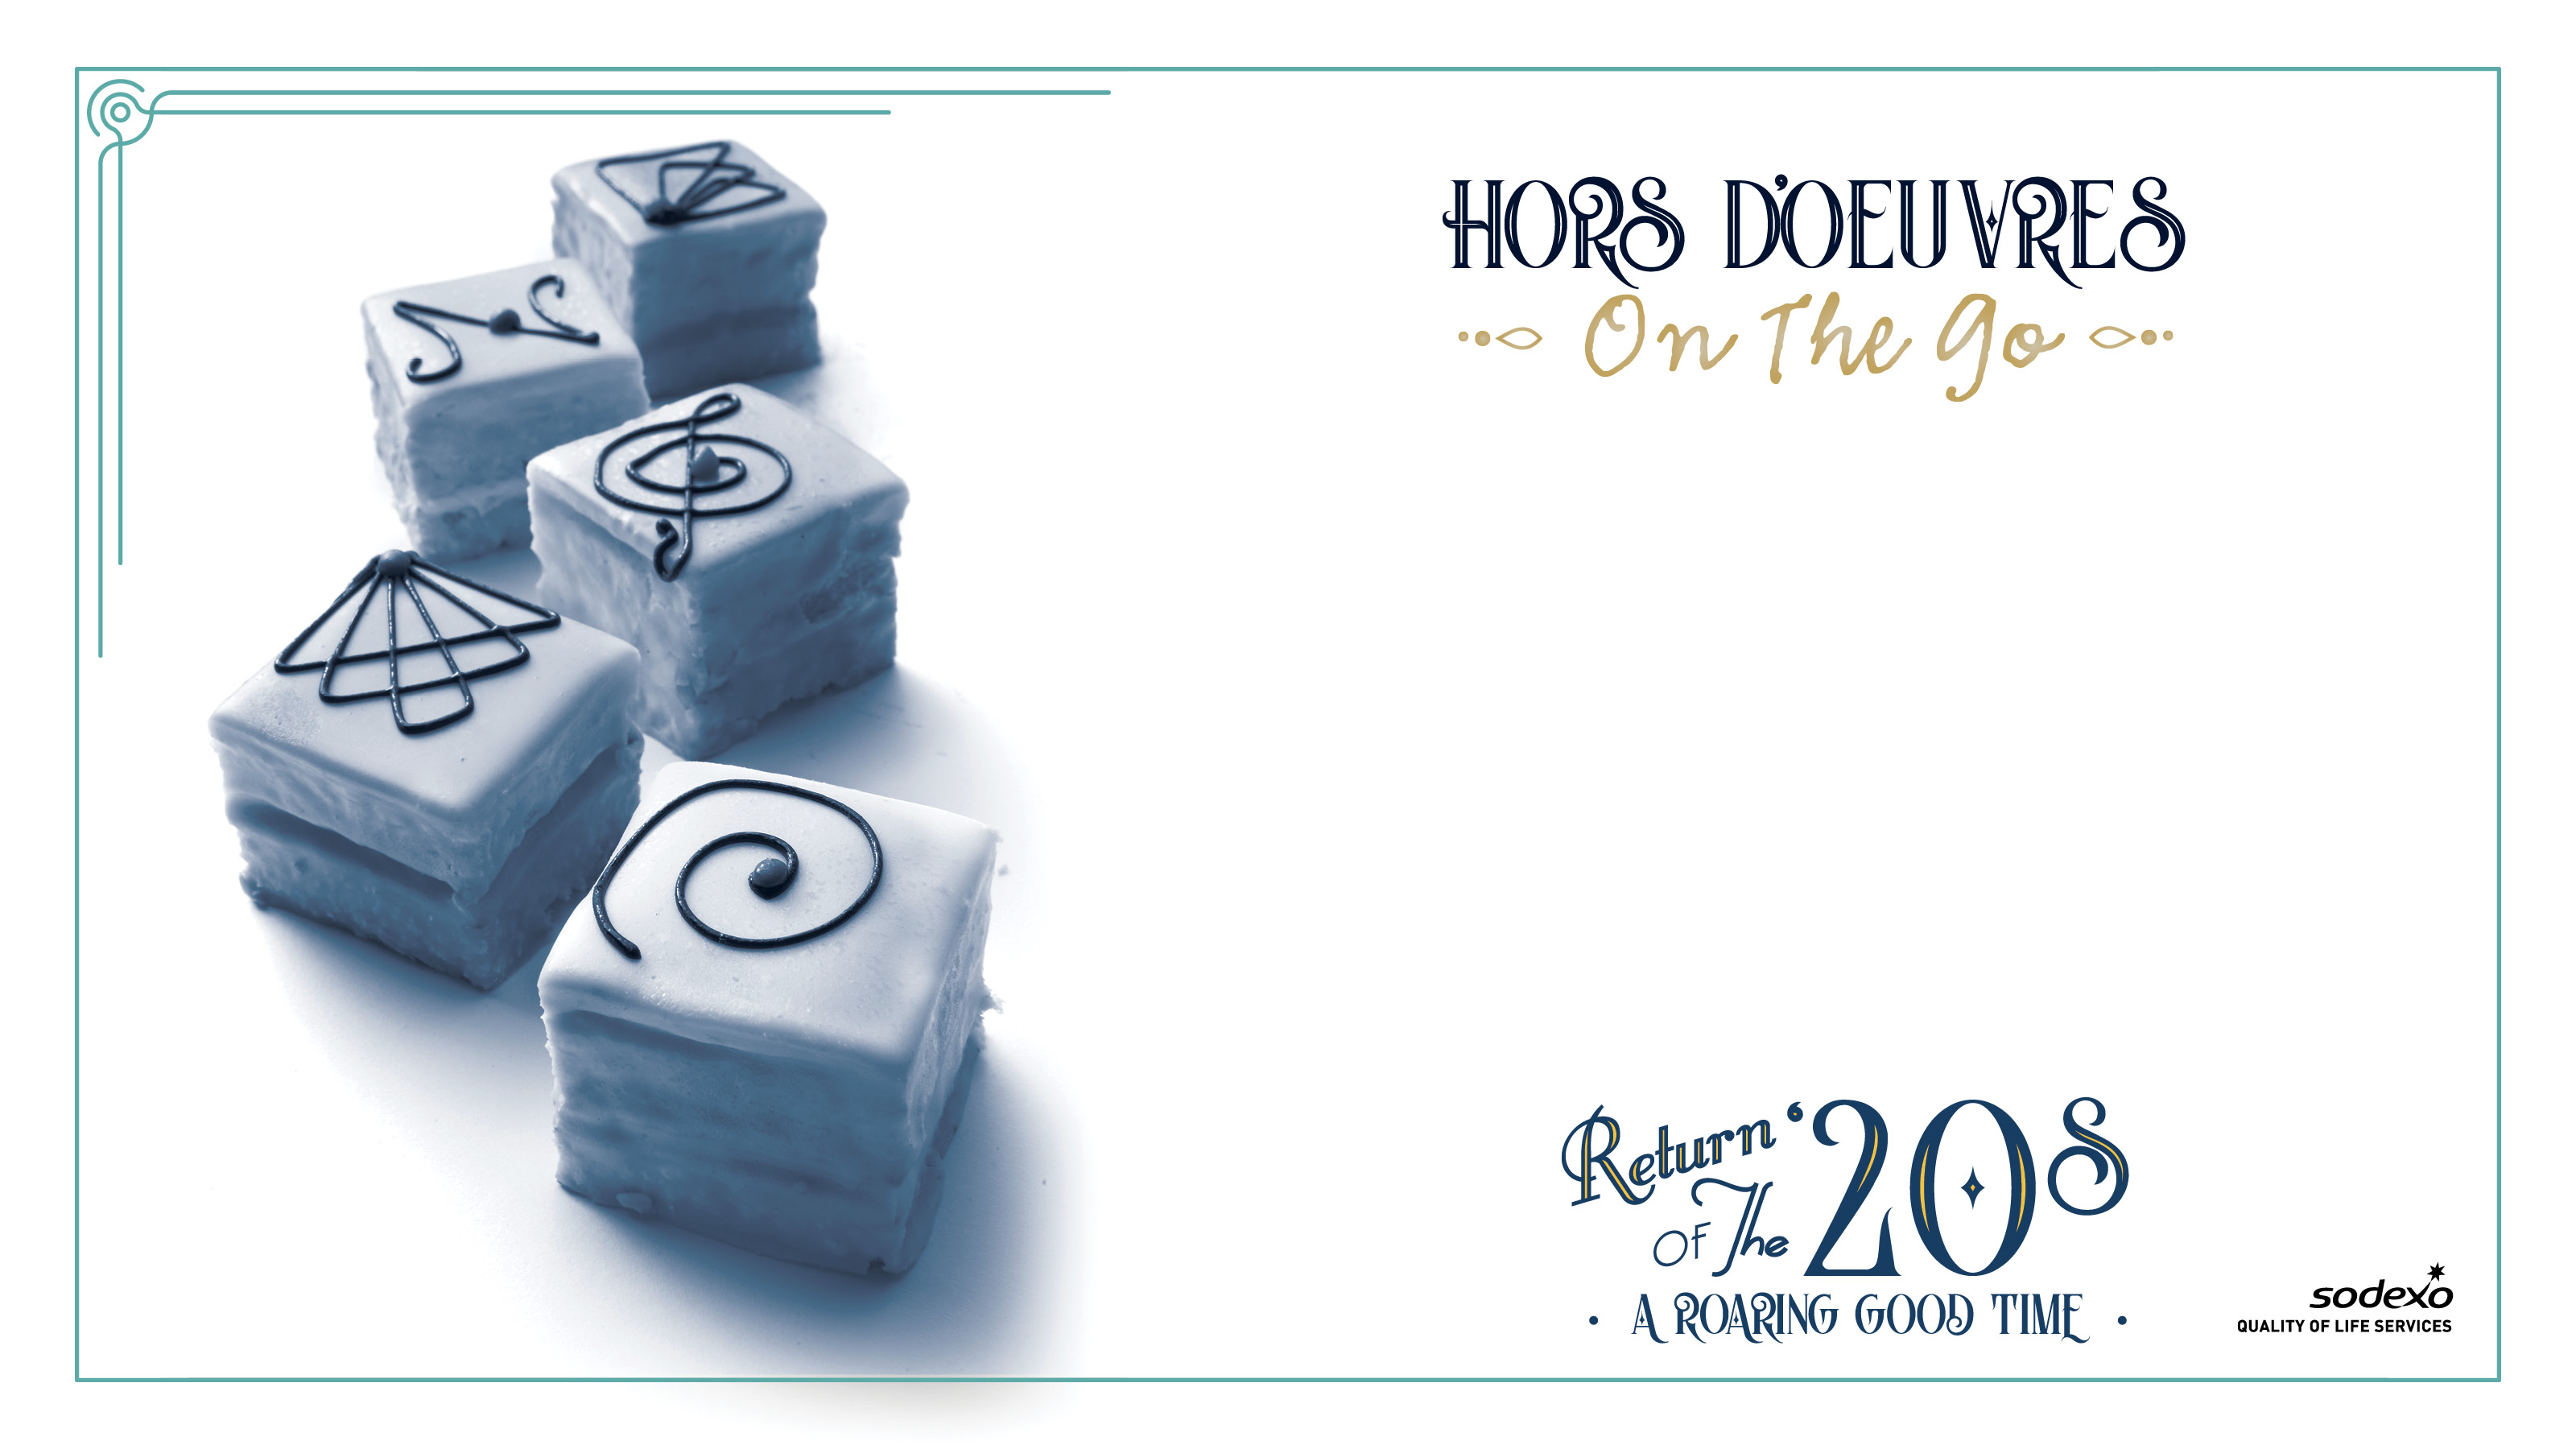 HORS D'OEUVRES
On The Go
Return of The '20s
A ROARING GOOD TIME
sodexo
QUALITY OF LIFE SERVICES